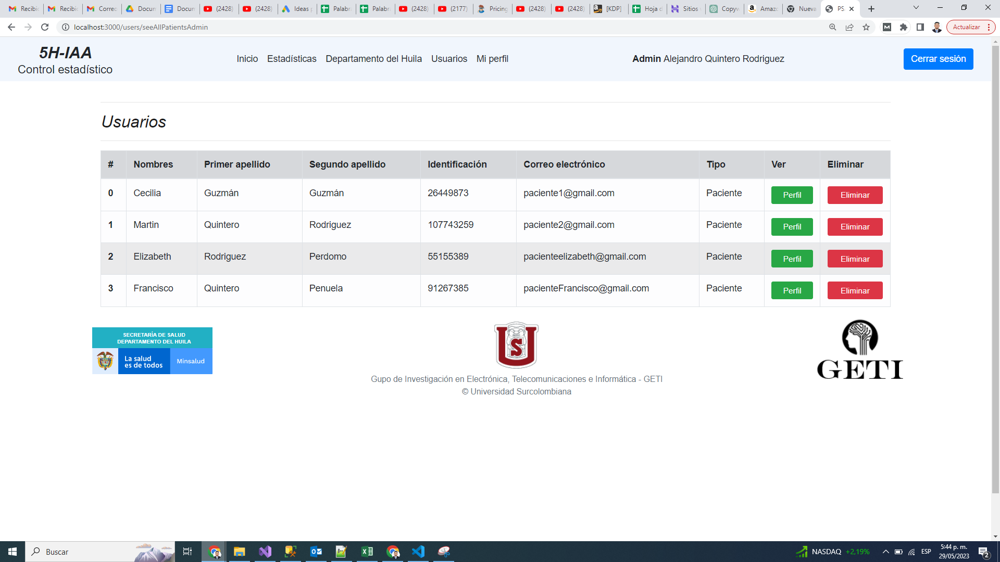 Recibic
Recibic
Correc
Docum
Docum
(2428)
(2428)
Ideas p
Palabr
Palabr
(2428)
(2177)
Pricing
(2428)
(2428)
[KDP]
Hoja d
Sitios
Copyw
Amazo
Nueva
PS
localhost:3000/users/seeAllPatientsAdmin
Actualizar
5H-IAA
Control estadístico
Inicio Estadísticas Departamento del Huila Usuarios Mi perfil
Admin Alejandro Quintero Rodriguez
Cerrar sesión
Usuarios
# Nombres Primer apellido Segundo apellido Identificación Correo electrónico Tipo Ver Eliminar
0 Cecilia Guzmán Guzmán 26449873 paciente1@gmail.com Paciente Perfil Eliminar
1 Martin Quintero Rodriguez 107743259 paciente2@gmail.com Paciente Perfil Eliminar
2 Elizabeth Rodriguez Perdomo 55155389 pacienteelizabeth@gmail.com Paciente Perfil Eliminar
3 Francisco Quintero Penuela 91267385 pacienteFrancisco@gmail.com Paciente Perfil Eliminar
SECRETARÍA DE SALUD
DEPARTAMENTO DEL HUILA
La salud
es de todos
Minsalud
U S
GETI
Gupo de Investigación en Electrónica, Telecomunicaciones e Informática - GETI
© Universidad Surcolombiana
Buscar
NASDAQ +2,19%
ESP
5:44 p. m.
29/05/2023
2